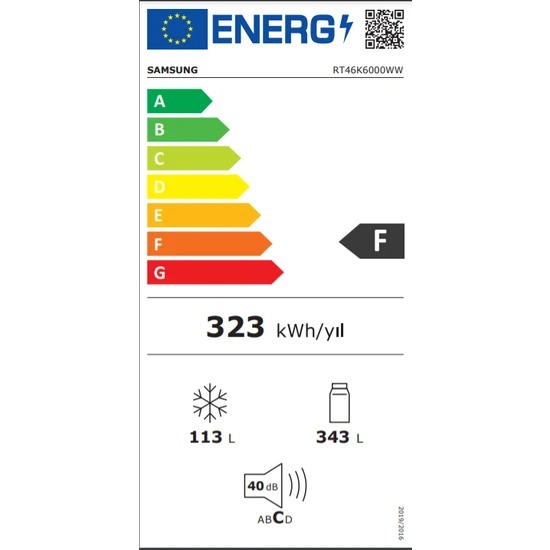 ENERG
SAMSUNG RT46K6000WW
A
B
C
D
E
F
F
G
323 kWh/yıl
113 L 343 L
40 dB
ABCD
2019/2016